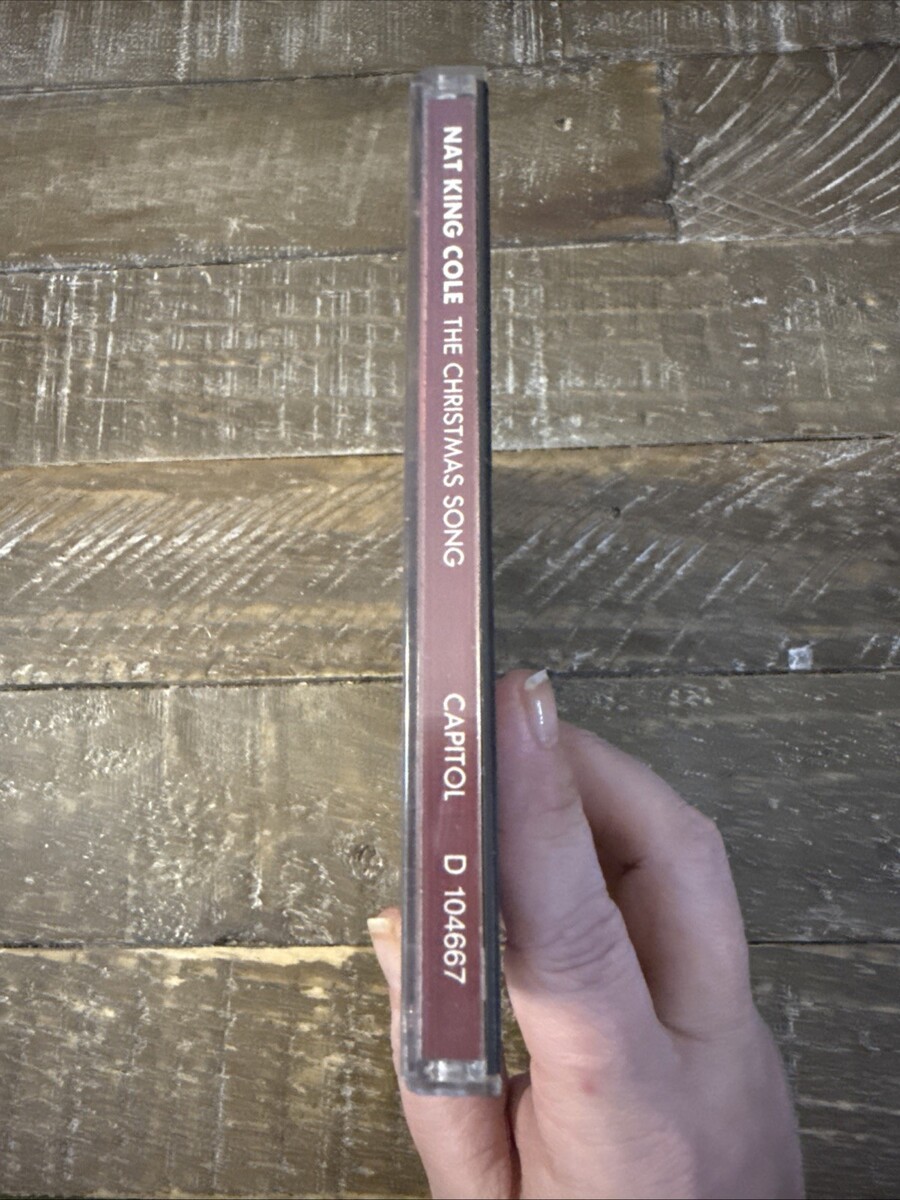 NAT KING COLE THE CHRISTMAS SONG CAPITOL D 104667